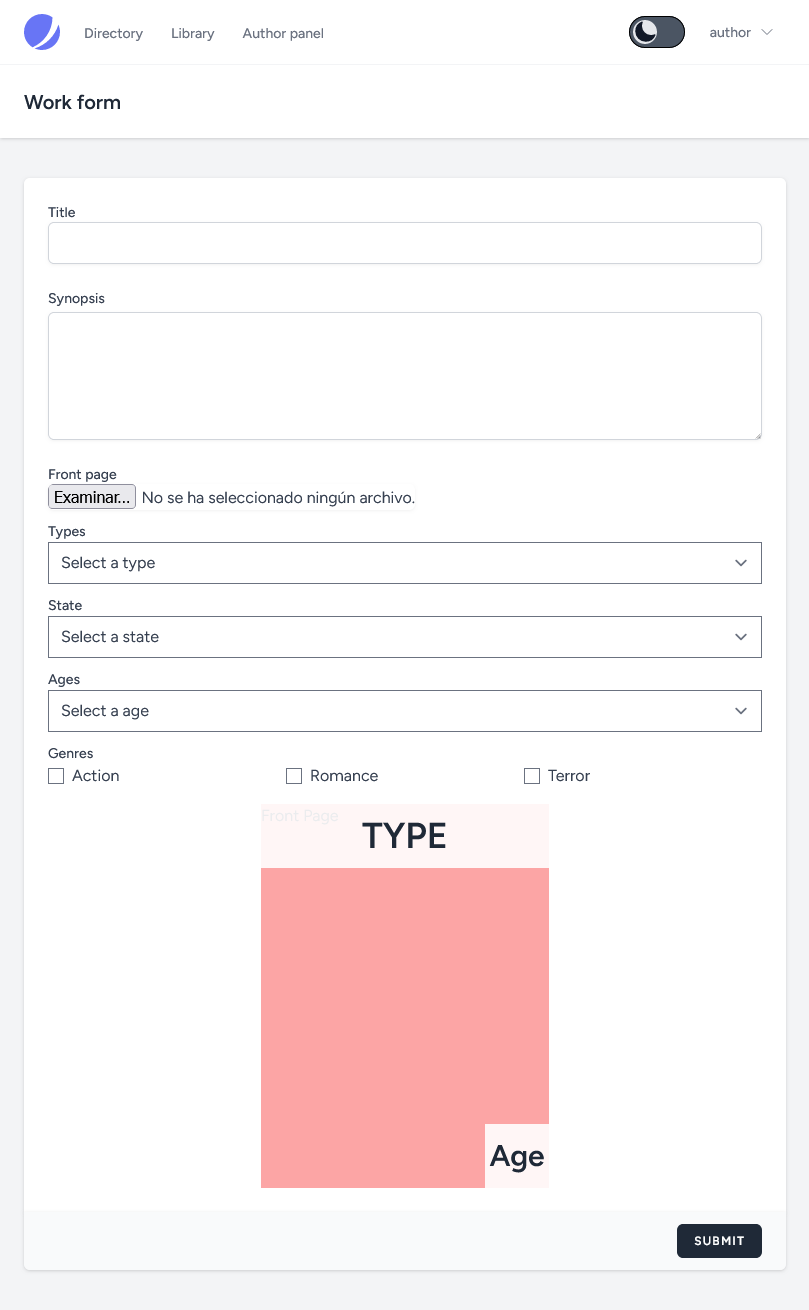 Directory Library Author panel author
Work form
Title
Synopsis
Front page
Examinar... No se ha seleccionado ningún archivo.
Types
Select a type
State
Select a state
Ages
Select a age
Genres
Action Romance Terror
Front Page
TYPE
Age
SUBMIT